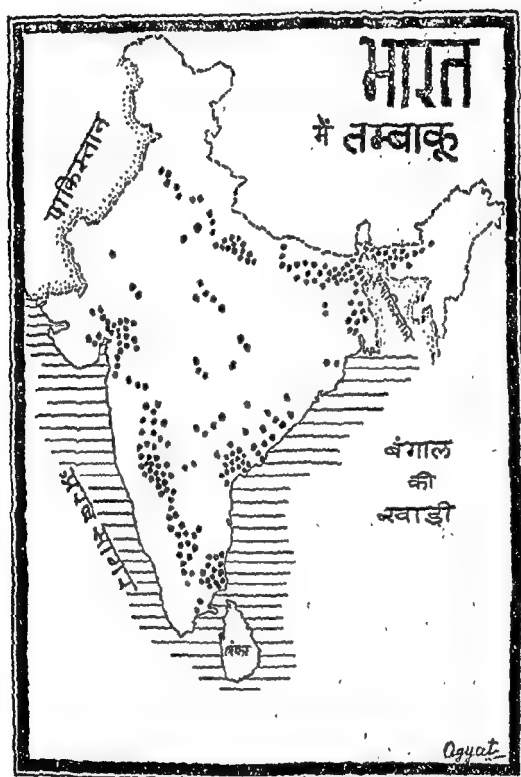 भारत
में तम्बाकू
पाकिस्तान
बंगाल
की
खाड़ी
अरब सागर
लंका
Agyat